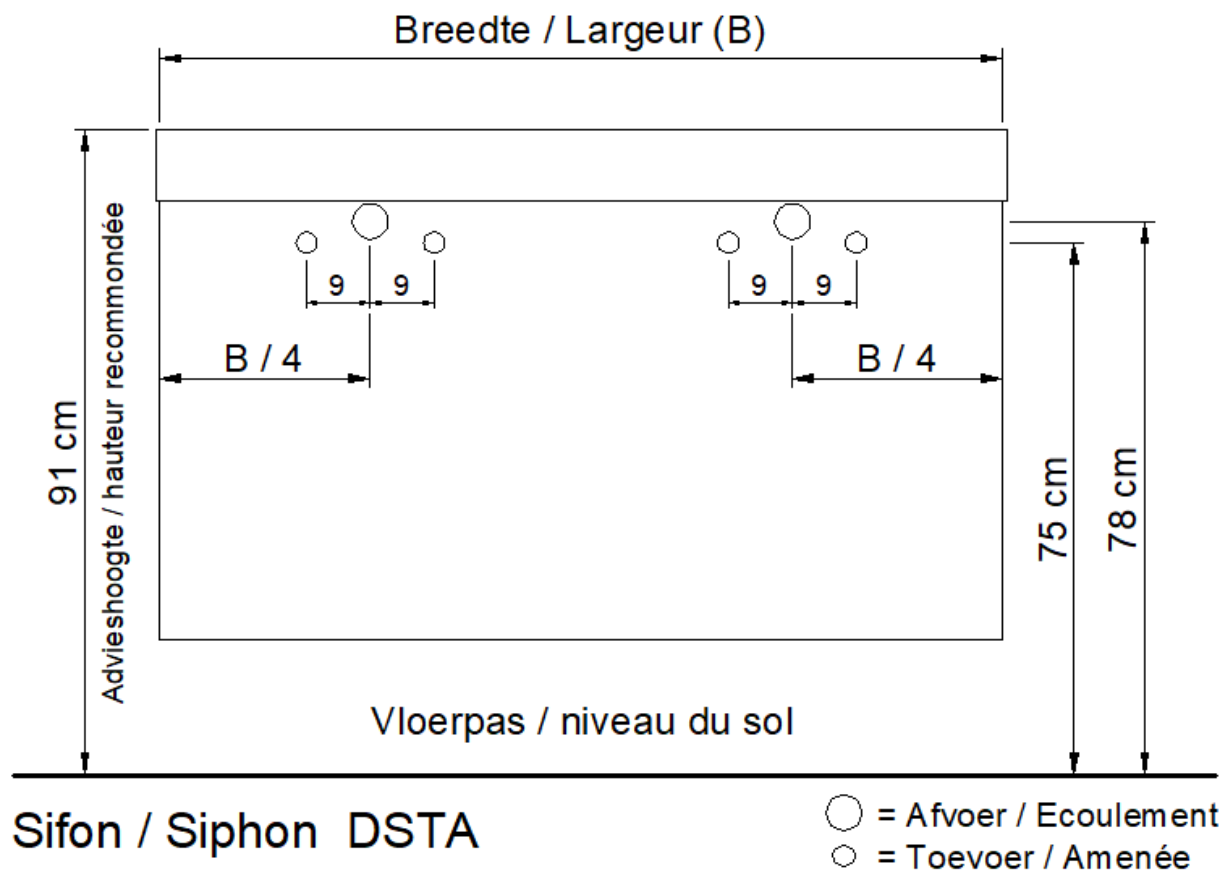 Breedte / Largeur (B)
91 cm
Advieshoogte / hauteur recommondée
9 9
9 9
B / 4
B / 4
75 cm
78 cm
Vloerpas / niveau du sol
Sifon / Siphon DSTA
= Afvoer / Ecoulement
= Toevoer / Amenée